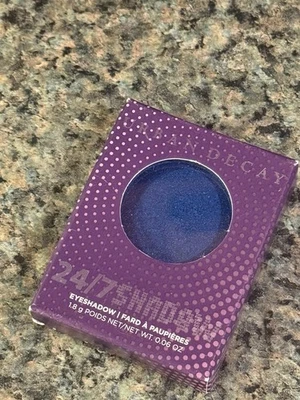 URBAN DECAY
24/7 SHADOW
EYESHADOW | FARD À PAUPIÈRES
1.8 g POIDS NET/NET WT. 0.06 OZ